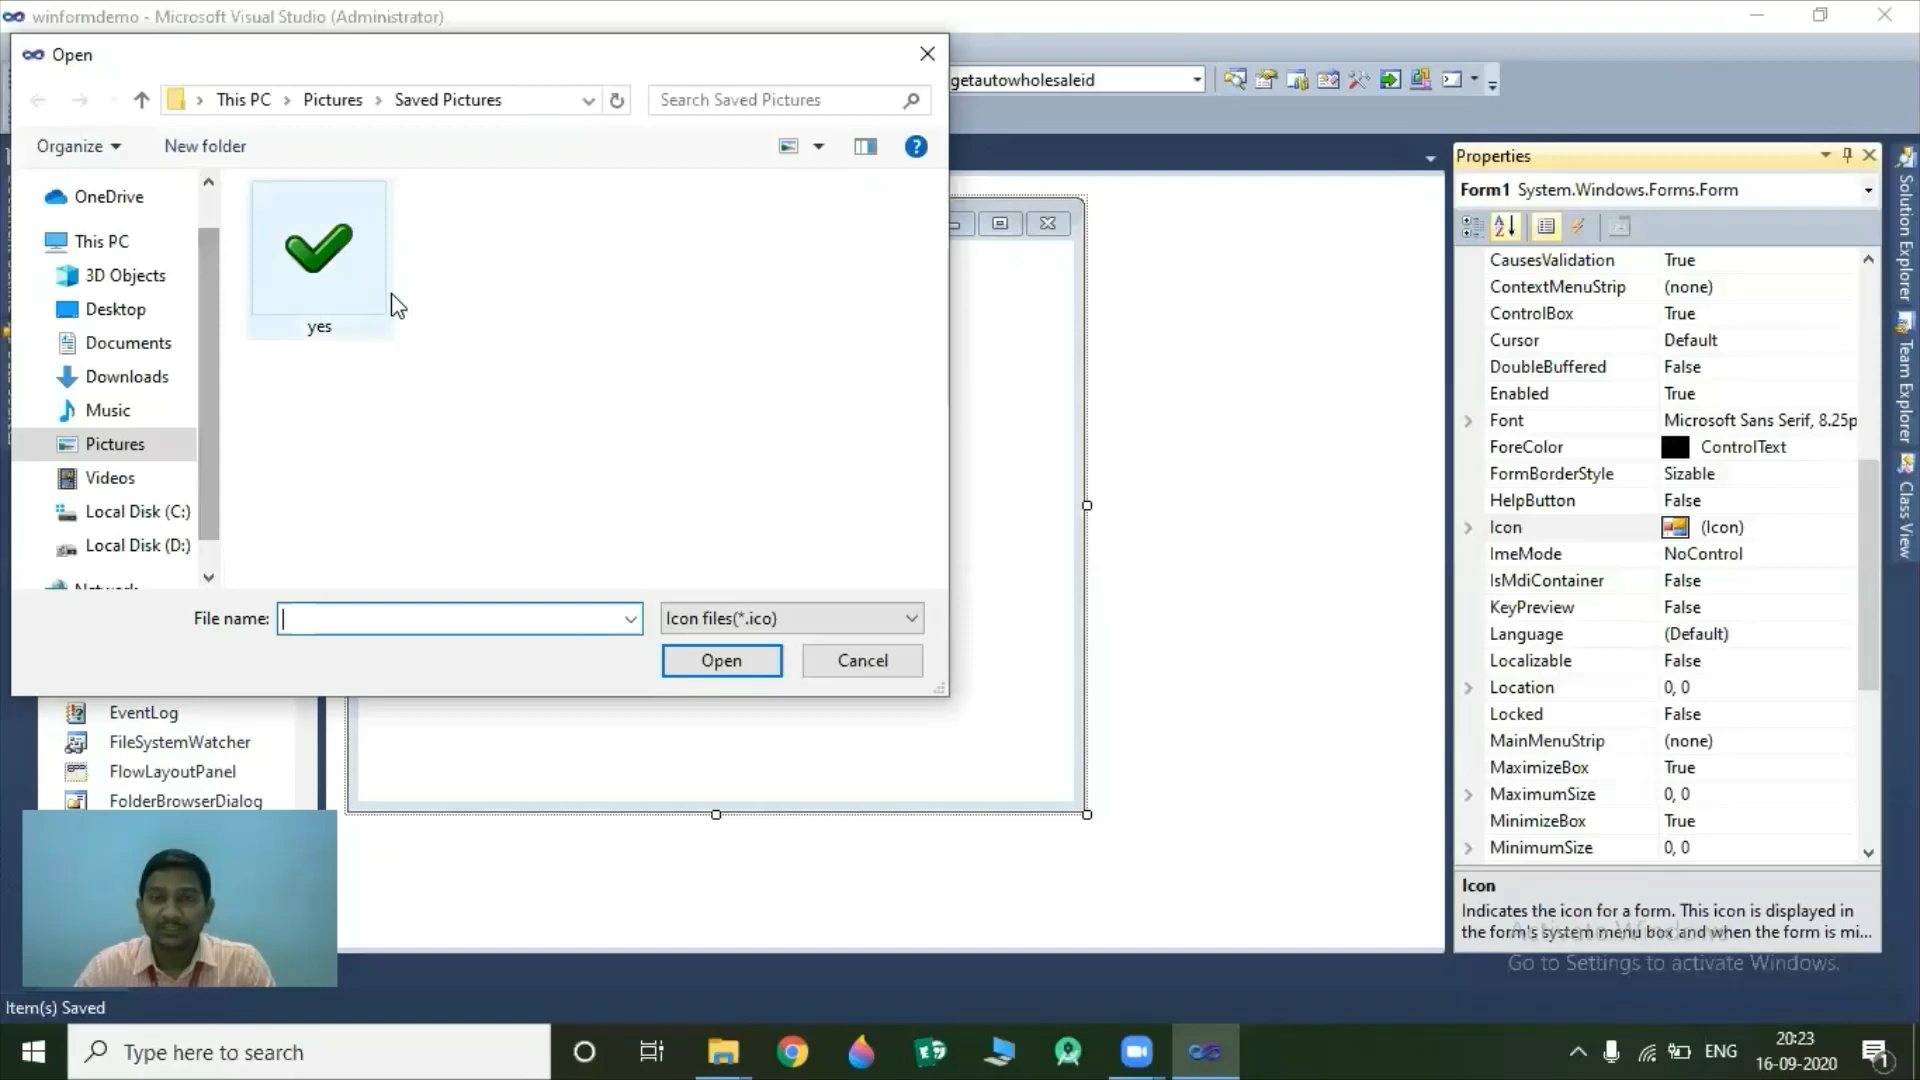 winformdemo - Microsoft Visual Studio (Administrator)
Open
This PC
Pictures
Saved Pictures
Search Saved Pictures
getautowholesaleid
Organize
New folder
OneDrive
This PC
3D Objects
Desktop
Documents
Downloads
Music
Pictures
Videos
Local Disk (C:)
Local Disk (D:)
yes
File name:
Icon files(*.ico)
Open
Cancel
EventLog
FileSystemWatcher
FlowLayoutPanel
FolderBrowserDialog
Properties
Form1 System.Windows.Forms.Form
CausesValidation True
ContextMenuStrip (none)
ControlBox True
Cursor Default
DoubleBuffered False
Enabled True
Font Microsoft Sans Serif, 8.25p
ForeColor ControlText
FormBorderStyle Sizable
HelpButton False
Icon (Icon)
ImeMode NoControl
IsMdiContainer False
KeyPreview False
Language (Default)
Localizable False
Location 0, 0
Locked False
MainMenuStrip (none)
MaximizeBox True
MaximumSize 0, 0
MinimizeBox True
MinimumSize 0, 0
Icon
Indicates the icon for a form. This icon is displayed in
the form's system menu box and when the form is mi...
Activate Windows
Go to Settings to activate Windows.
Solution Explorer
Team Explorer
Class View
Item(s) Saved
Type here to search
ENG
20:23
16-09-2020
1